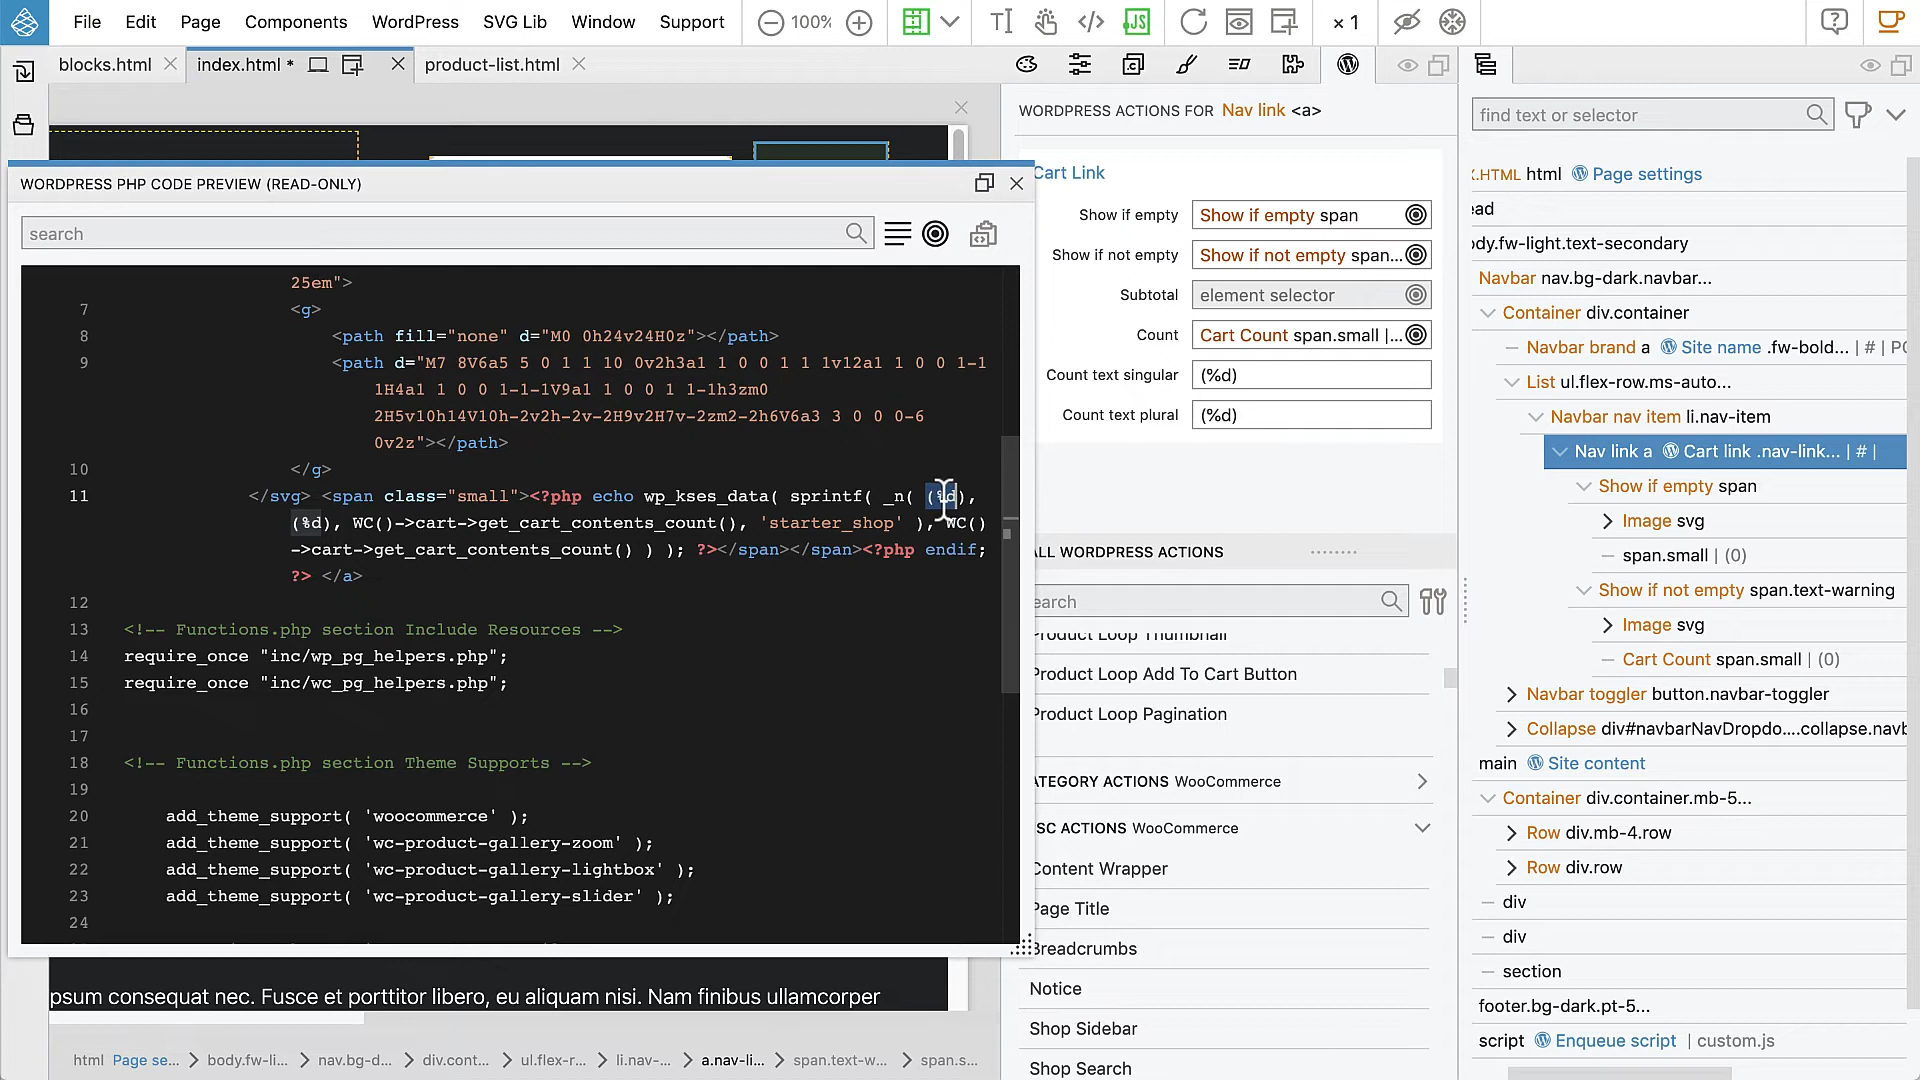 File Edit Page Components WordPress SVG Lib Window Support 100% JS × 1
blocks.html index.html * product-list.html
WORDPRESS PHP CODE PREVIEW (READ-ONLY)
search
25em">
7 <g>
8 <path fill="none" d="M0 0h24v24H0z"></path>
9 <path d="M7 8V6a5 5 0 1 1 10 0v2h3a1 1 0 0 1 1 1v12a1 1 0 0 1-1
1H4a1 1 0 0 1-1-1V9a1 1 0 0 1 1-1h3zm0
2H5v10h14V10h-2v2h-2v-2H9v2H7v-2zm2-2h6V6a3 3 0 0 0-6
0v2z"></path>
10 </g>
11 </svg> <span class="small"><?php echo wp_kses_data( sprintf( _n( (%d),
(%d), WC()->cart->get_cart_contents_count(), 'starter_shop' ), WC()
->cart->get_cart_contents_count() ) ); ?></span></span><?php endif;
?> </a>
12
13 <!-- Functions.php section Include Resources -->
14 require_once "inc/wp_pg_helpers.php";
15 require_once "inc/wc_pg_helpers.php";
16
17
18 <!-- Functions.php section Theme Supports -->
19
20 add_theme_support( 'woocommerce' );
21 add_theme_support( 'wc-product-gallery-zoom' );
22 add_theme_support( 'wc-product-gallery-lightbox' );
23 add_theme_support( 'wc-product-gallery-slider' );
24
psum consequat nec. Fusce et porttitor libero, eu aliquam nisi. Nam finibus ullamcorper
html Page se... body.fw-li... nav.bg-d... div.cont... ul.flex-r... li.nav-... a.nav-li... span.text-w... span.s...
WORDPRESS ACTIONS FOR Nav link <a>
Cart Link
Show if empty Show if empty span
Show if not empty Show if not empty span...
Subtotal element selector
Count Cart Count span.small |...
Count text singular (%d)
Count text plural (%d)
LL WORDPRESS ACTIONS
earch
Product Loop Thumbnail
Product Loop Add To Cart Button
Product Loop Pagination
ATEGORY ACTIONS WooCommerce
SC ACTIONS WooCommerce
Content Wrapper
Page Title
Breadcrumbs
Notice
Shop Sidebar
Shop Search
find text or selector
.HTML html Page settings
ead
ody.fw-light.text-secondary
Navbar nav.bg-dark.navbar...
Container div.container
Navbar brand a Site name .fw-bold... | # | PG
List ul.flex-row.ms-auto...
Navbar nav item li.nav-item
Nav link a Cart link .nav-link... | # |
Show if empty span
Image svg
span.small | (0)
Show if not empty span.text-warning
Image svg
Cart Count span.small | (0)
Navbar toggler button.navbar-toggler
Collapse div#navbarNavDropdo....collapse.navb
main Site content
Container div.container.mb-5...
Row div.mb-4.row
Row div.row
div
div
section
footer.bg-dark.pt-5...
script Enqueue script | custom.js